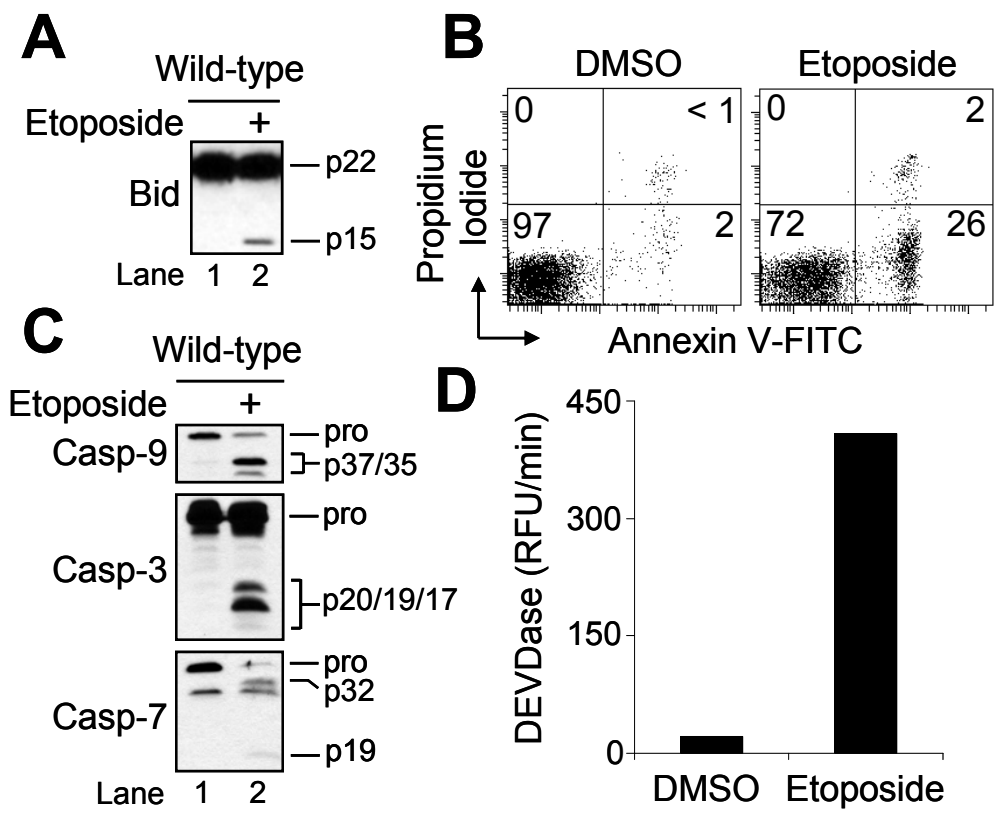 A
Wild-type
Etoposide +
Bid
p22
p15
Lane 1 2
B
DMSO Etoposide
Propidium
Iodide
0 < 1
97 2
0 2
72 26
Annexin V-FITC
C
Wild-type
Etoposide +
Casp-9
pro
p37/35
Casp-3
pro
p20/19/17
Casp-7
pro
p32
p19
Lane 1 2
D
DEVDase (RFU/min)
450
300
150
0
DMSO Etoposide